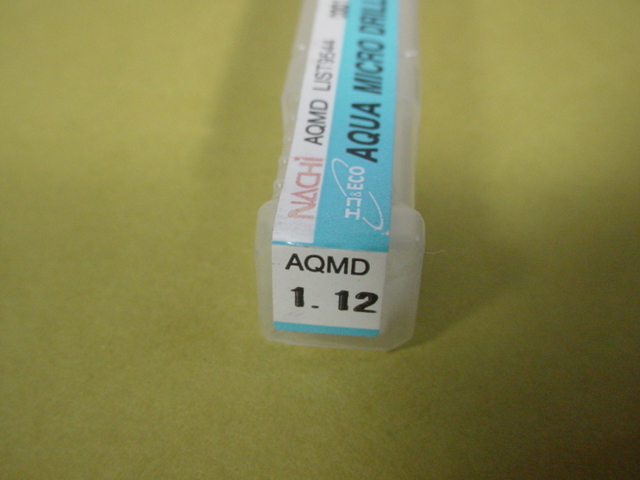 NACHi AQMD LIST9544
エコ&ECO AQUA MICRO DRILL
AQMD
1.12